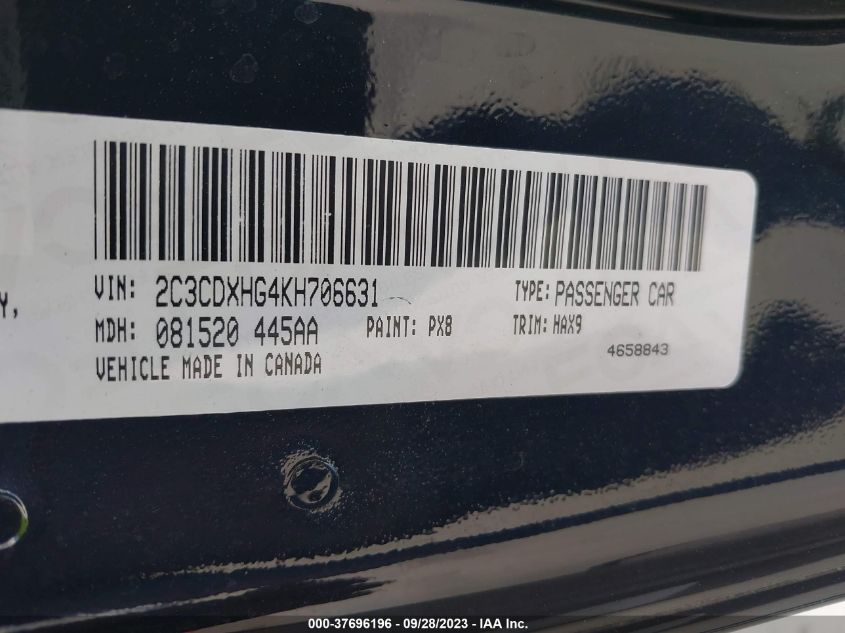 VIN: 2C3CDXHG4KH706631 TYPE: PASSENGER CAR
Y,
MDH: 081520 445AA PAINT: PX8 TRIM: HAX9
VEHICLE MADE IN CANADA 4658843
000-37696196 - 09/28/2023 - IAA Inc.